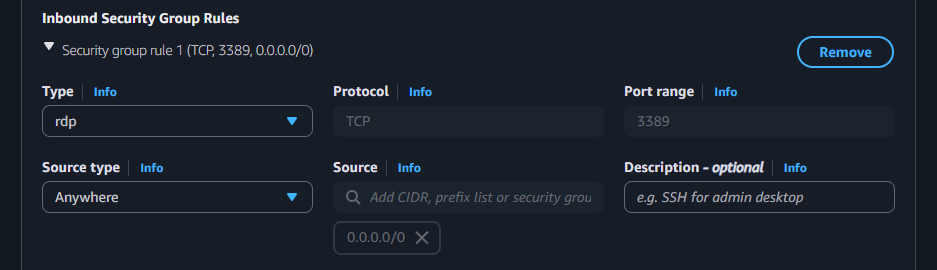 Inbound Security Group Rules
Security group rule 1 (TCP, 3389, 0.0.0.0/0)
Remove
Type Info
Protocol Info
Port range Info
rdp
TCP
3389
Source type Info
Source Info
Description - optional Info
Anywhere
Add CIDR, prefix list or security grou
e.g. SSH for admin desktop
0.0.0.0/0